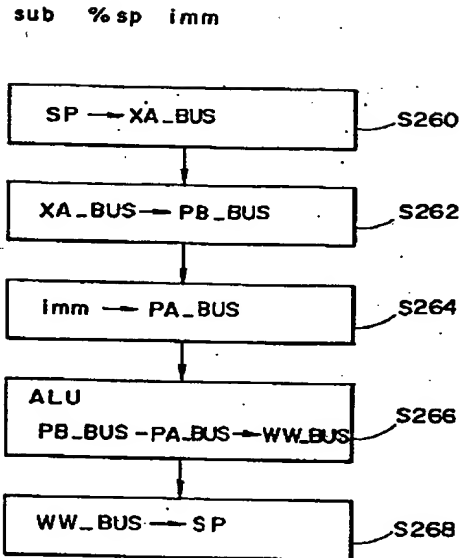 sub %sp imm
SP → XA_BUS
S260
XA_BUS → PB_BUS
S262
imm → PA_BUS
S264
ALU
PB_BUS - PA_BUS → WW_BUS
S266
WW_BUS → SP
S268